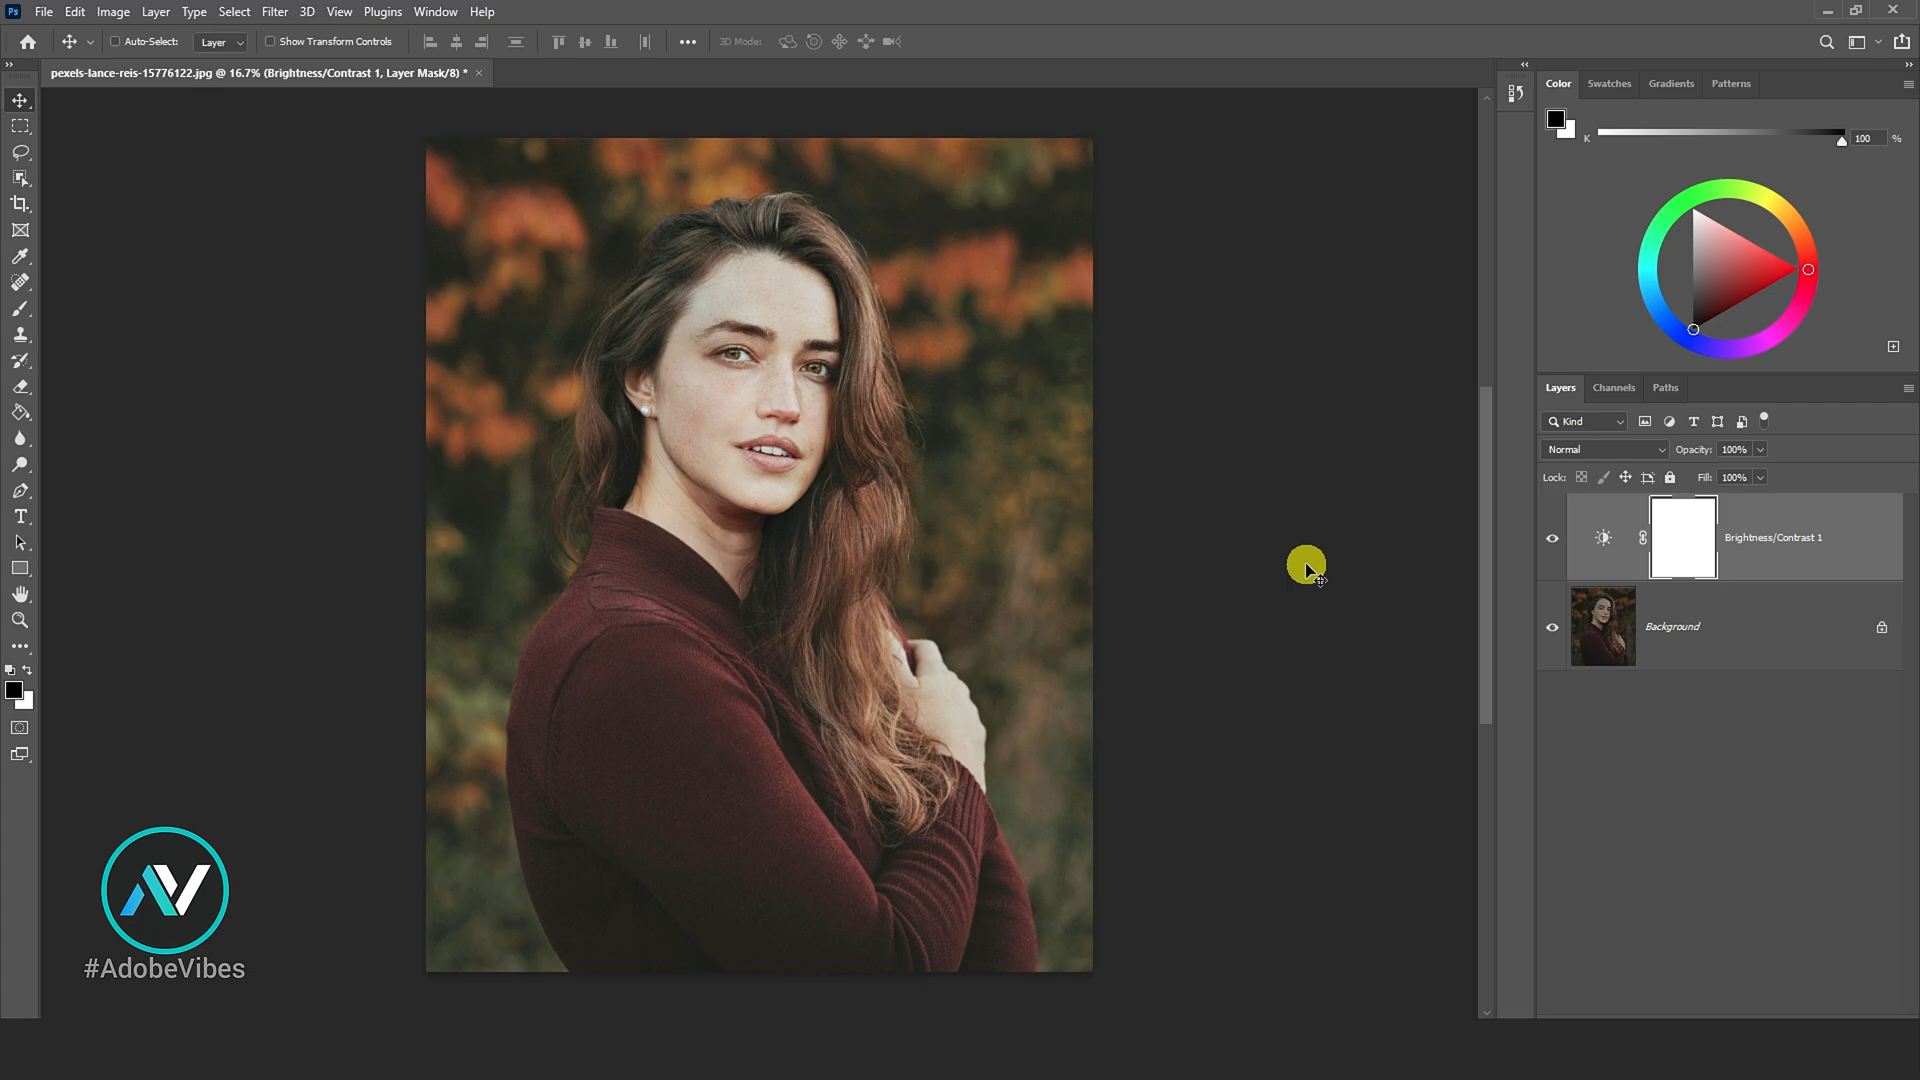 Ps File Edit Image Layer Type Select Filter 3D View Plugins Window Help
Auto-Select: Layer Show Transform Controls 3D Mode:
pexels-lance-reis-15776122.jpg @ 16.7% (Brightness/Contrast 1, Layer Mask/8) *
Color Swatches Gradients Patterns
K 100 %
Layers Channels Paths
Kind
Normal Opacity: 100%
Lock: Fill: 100%
Brightness/Contrast 1
Background
#AdobeVibes